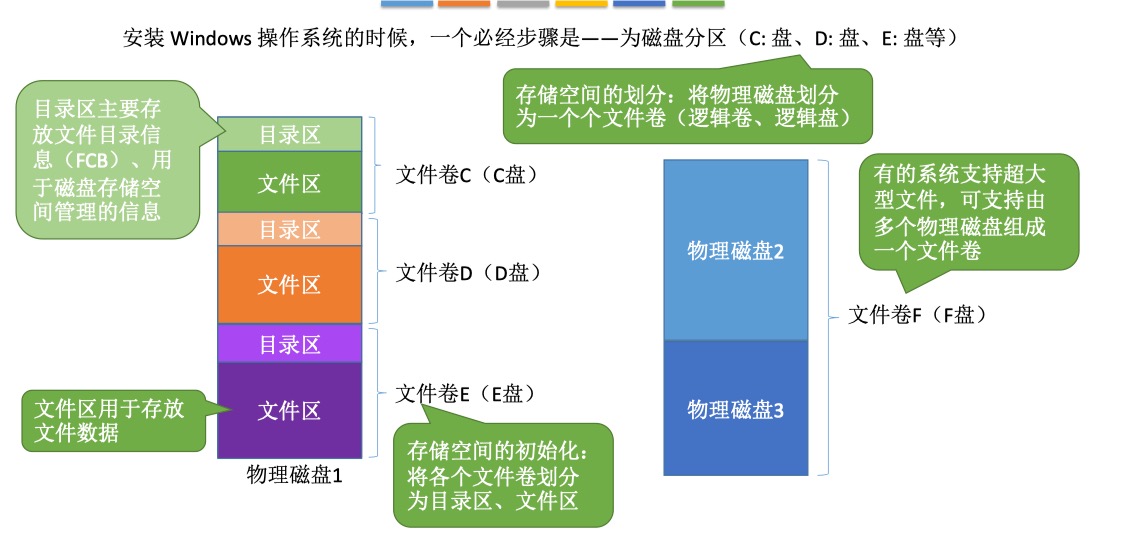 安装 Windows 操作系统的时候，一个必经步骤是——为磁盘分区（C: 盘、D: 盘、E: 盘等）
存储空间的划分：将物理磁盘划分
为一个个文件卷（逻辑卷、逻辑盘）
目录区主要存
放文件目录信
息（FCB）、用
于磁盘存储空
间管理的信息
目录区
文件区
文件卷C（C盘）
目录区
文件区
文件卷D（D盘）
目录区
文件区
文件卷E（E盘）
文件区用于存放
文件数据
物理磁盘1
存储空间的初始化：
将各个文件卷划分
为目录区、文件区
物理磁盘2
物理磁盘3
有的系统支持超大
型文件，可支持由
多个物理磁盘组成
一个文件卷
文件卷F（F盘）